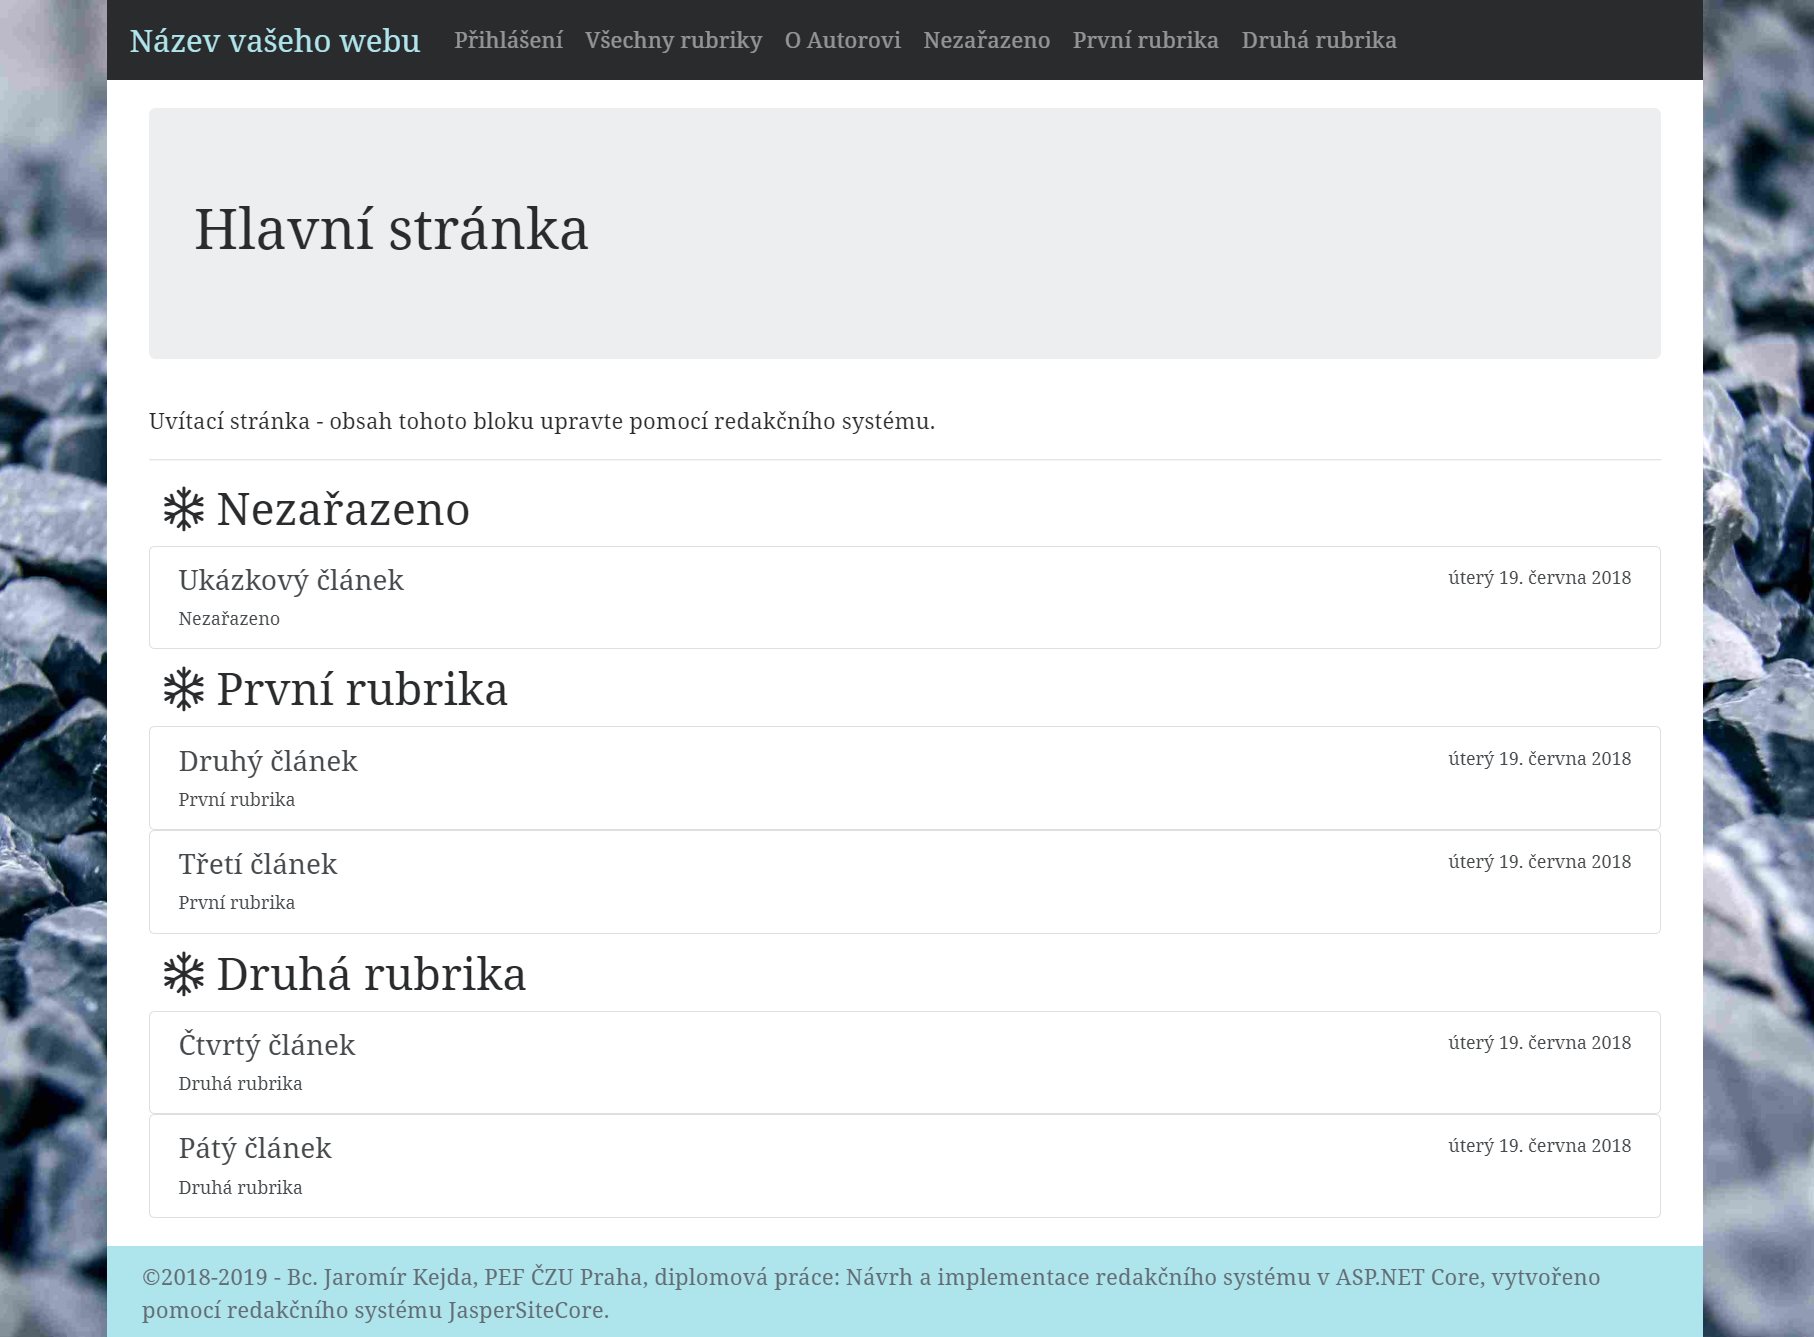 Název vašeho webu Přihlášení Všechny rubriky O Autorovi Nezařazeno První rubrika Druhá rubrika
Hlavní stránka
Uvítací stránka - obsah tohoto bloku upravte pomocí redakčního systému.
Nezařazeno
Ukázkový článek úterý 19. června 2018
Nezařazeno
První rubrika
Druhý článek úterý 19. června 2018
První rubrika
Třetí článek úterý 19. června 2018
První rubrika
Druhá rubrika
Čtvrtý článek úterý 19. června 2018
Druhá rubrika
Pátý článek úterý 19. června 2018
Druhá rubrika
©2018-2019 - Bc. Jaromír Kejda, PEF ČZU Praha, diplomová práce: Návrh a implementace redakčního systému v ASP.NET Core, vytvořeno
pomocí redakčního systému JasperSiteCore.